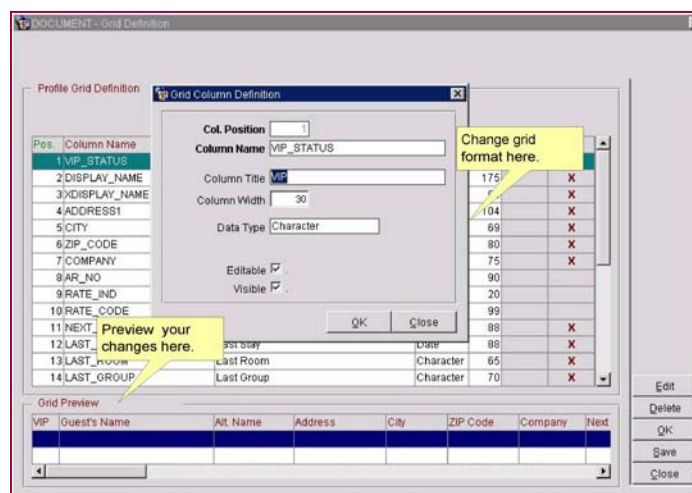 DOCUMENT - Grid Definition
Profile Grid Definition
Grid Column Definition
Col. Position 1
Column Name VIP_STATUS
Column Title VIP
Column Width 30
Data Type Character
Editable
Visible
OK Close
Change grid
format here.
Pos. Column Name
1 VIP_STATUS
2 DISPLAY_NAME 175 X
3 XDISPLAY_NAME X
4 ADDRESS1 104 X
5 CITY 69 X
6 ZIP_CODE 80 X
7 COMPANY 75 X
8 AR_NO 90
9 RATE_IND 20
10 RATE_CODE 99
11 NEXT_ 88 X
12 LAST_ Last Stay Date 88 X
13 LAST_ROOM Last Room Character 65 X
14 LAST_GROUP Last Group Character 70 X
Preview your
changes here.
Grid Preview
VIP Guest's Name Alt. Name Address City ZIP Code Company Next
Edit
Delete
OK
Save
Close